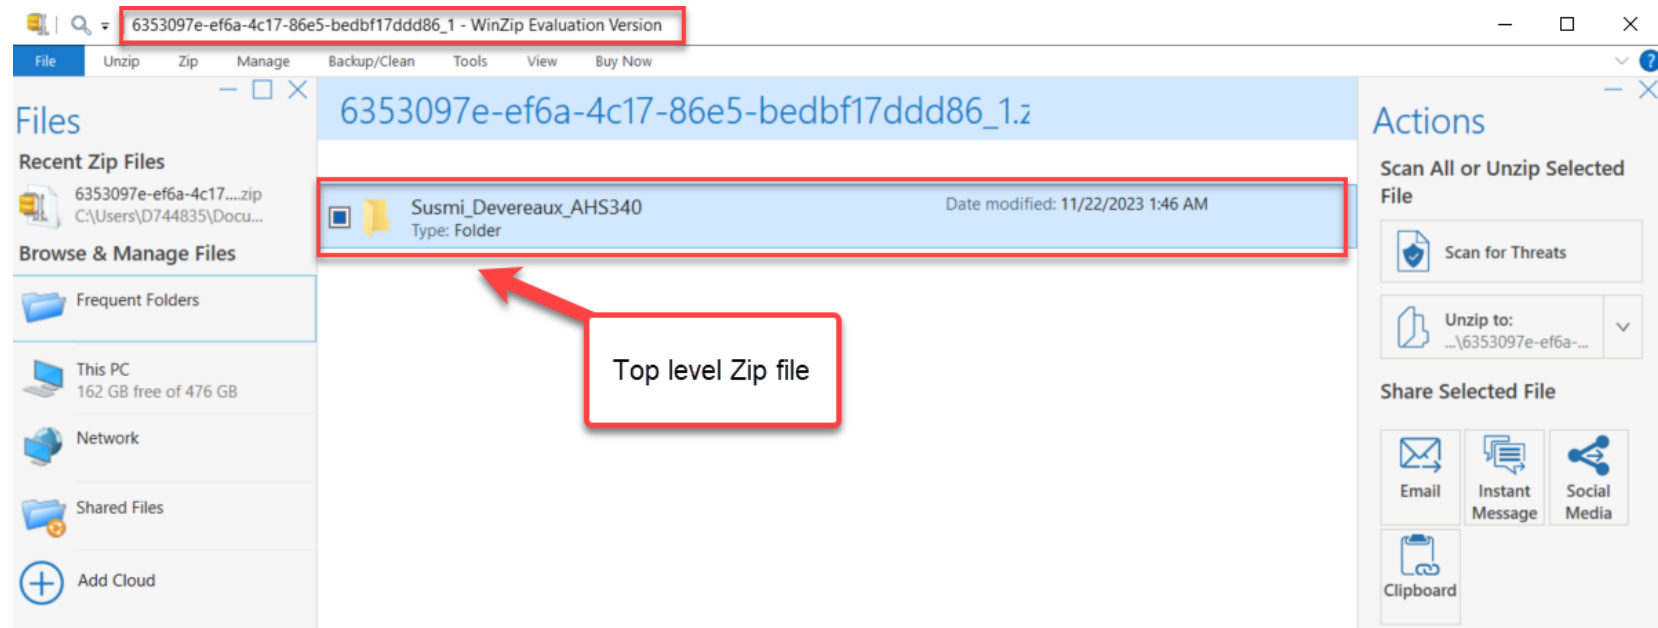 6353097e-ef6a-4c17-86e5-bedbf17ddd86_1 - WinZip Evaluation Version
File Unzip Zip Manage Backup/Clean Tools View Buy Now ?
Files
Recent Zip Files
6353097e-ef6a-4c17....zip
C:\Users\D744835\Docu...
Browse & Manage Files
Frequent Folders
This PC
162 GB free of 476 GB
Network
Shared Files
Add Cloud
6353097e-ef6a-4c17-86e5-bedbf17ddd86_1.z
Susmi_Devereaux_AHS340
Type: Folder
Date modified: 11/22/2023 1:46 AM
Top level Zip file
Actions
Scan All or Unzip Selected
File
Scan for Threats
Unzip to:
...\6353097e-ef6a-...
Share Selected File
Email
Instant
Message
Social
Media
Clipboard